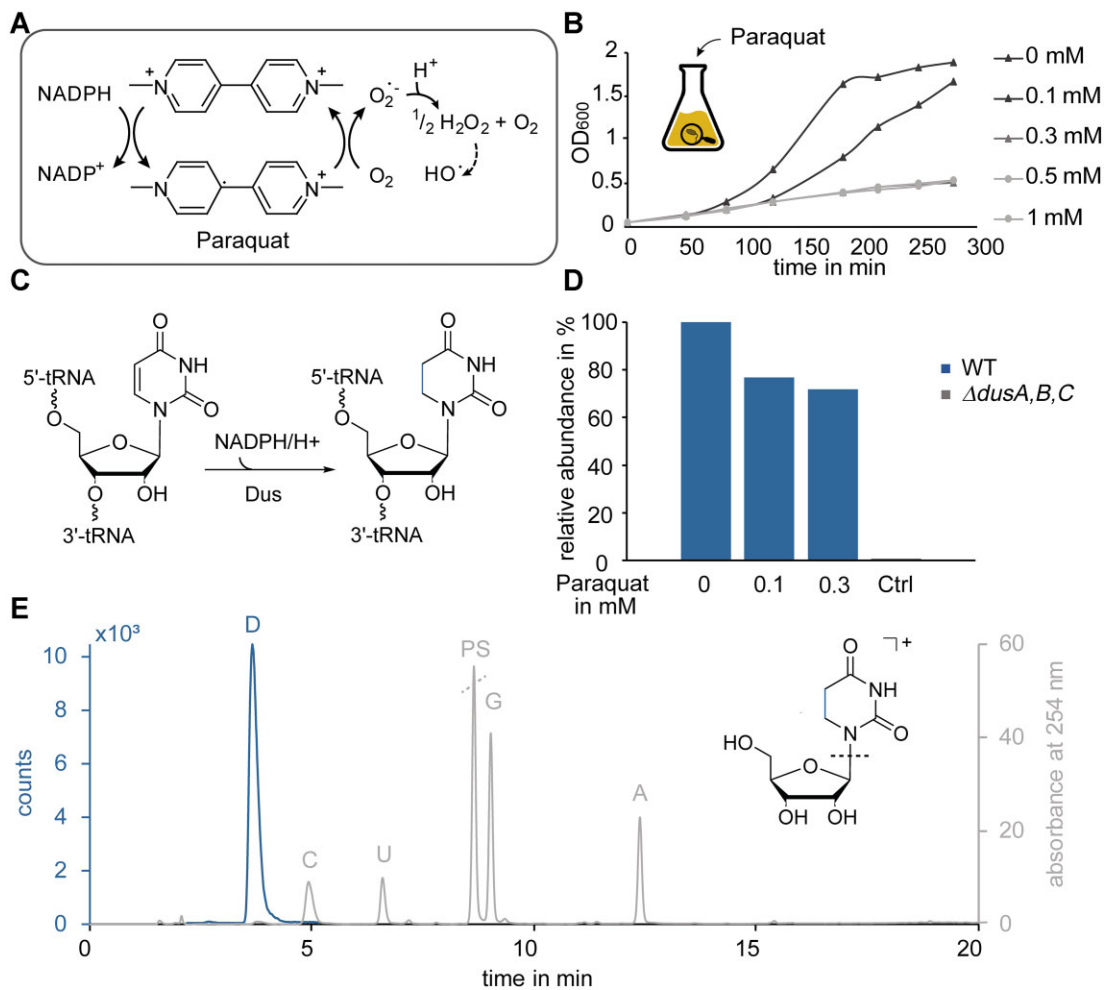 A
NADPH
NADP⁺
N
+
N
+
N
N
+
Paraquat
O₂·⁻
H⁺
½ H₂O₂ + O₂
HO·
O₂
B
Paraquat
OD₆₀₀
2
1.5
1
0.5
0
0
50
100
150
200
250
300
time in min
0 mM
0.1 mM
0.3 mM
0.5 mM
1 mM
C
O
NH
N
O
5'-tRNA
O
O
O
OH
3'-tRNA
NADPH/H+
Dus
O
NH
N
O
5'-tRNA
O
O
O
OH
3'-tRNA
D
relative abundance in %
100
80
60
40
20
0
Paraquat
in mM
0
0.1
0.3
Ctrl
WT
ΔdusA,B,C
E
x10³
counts
10
8
6
4
2
0
D
C
U
PS
G
A
0
5
10
15
20
time in min
60
40
20
0
absorbance at 254 nm
O
+
NH
N
O
HO
O
OH
OH